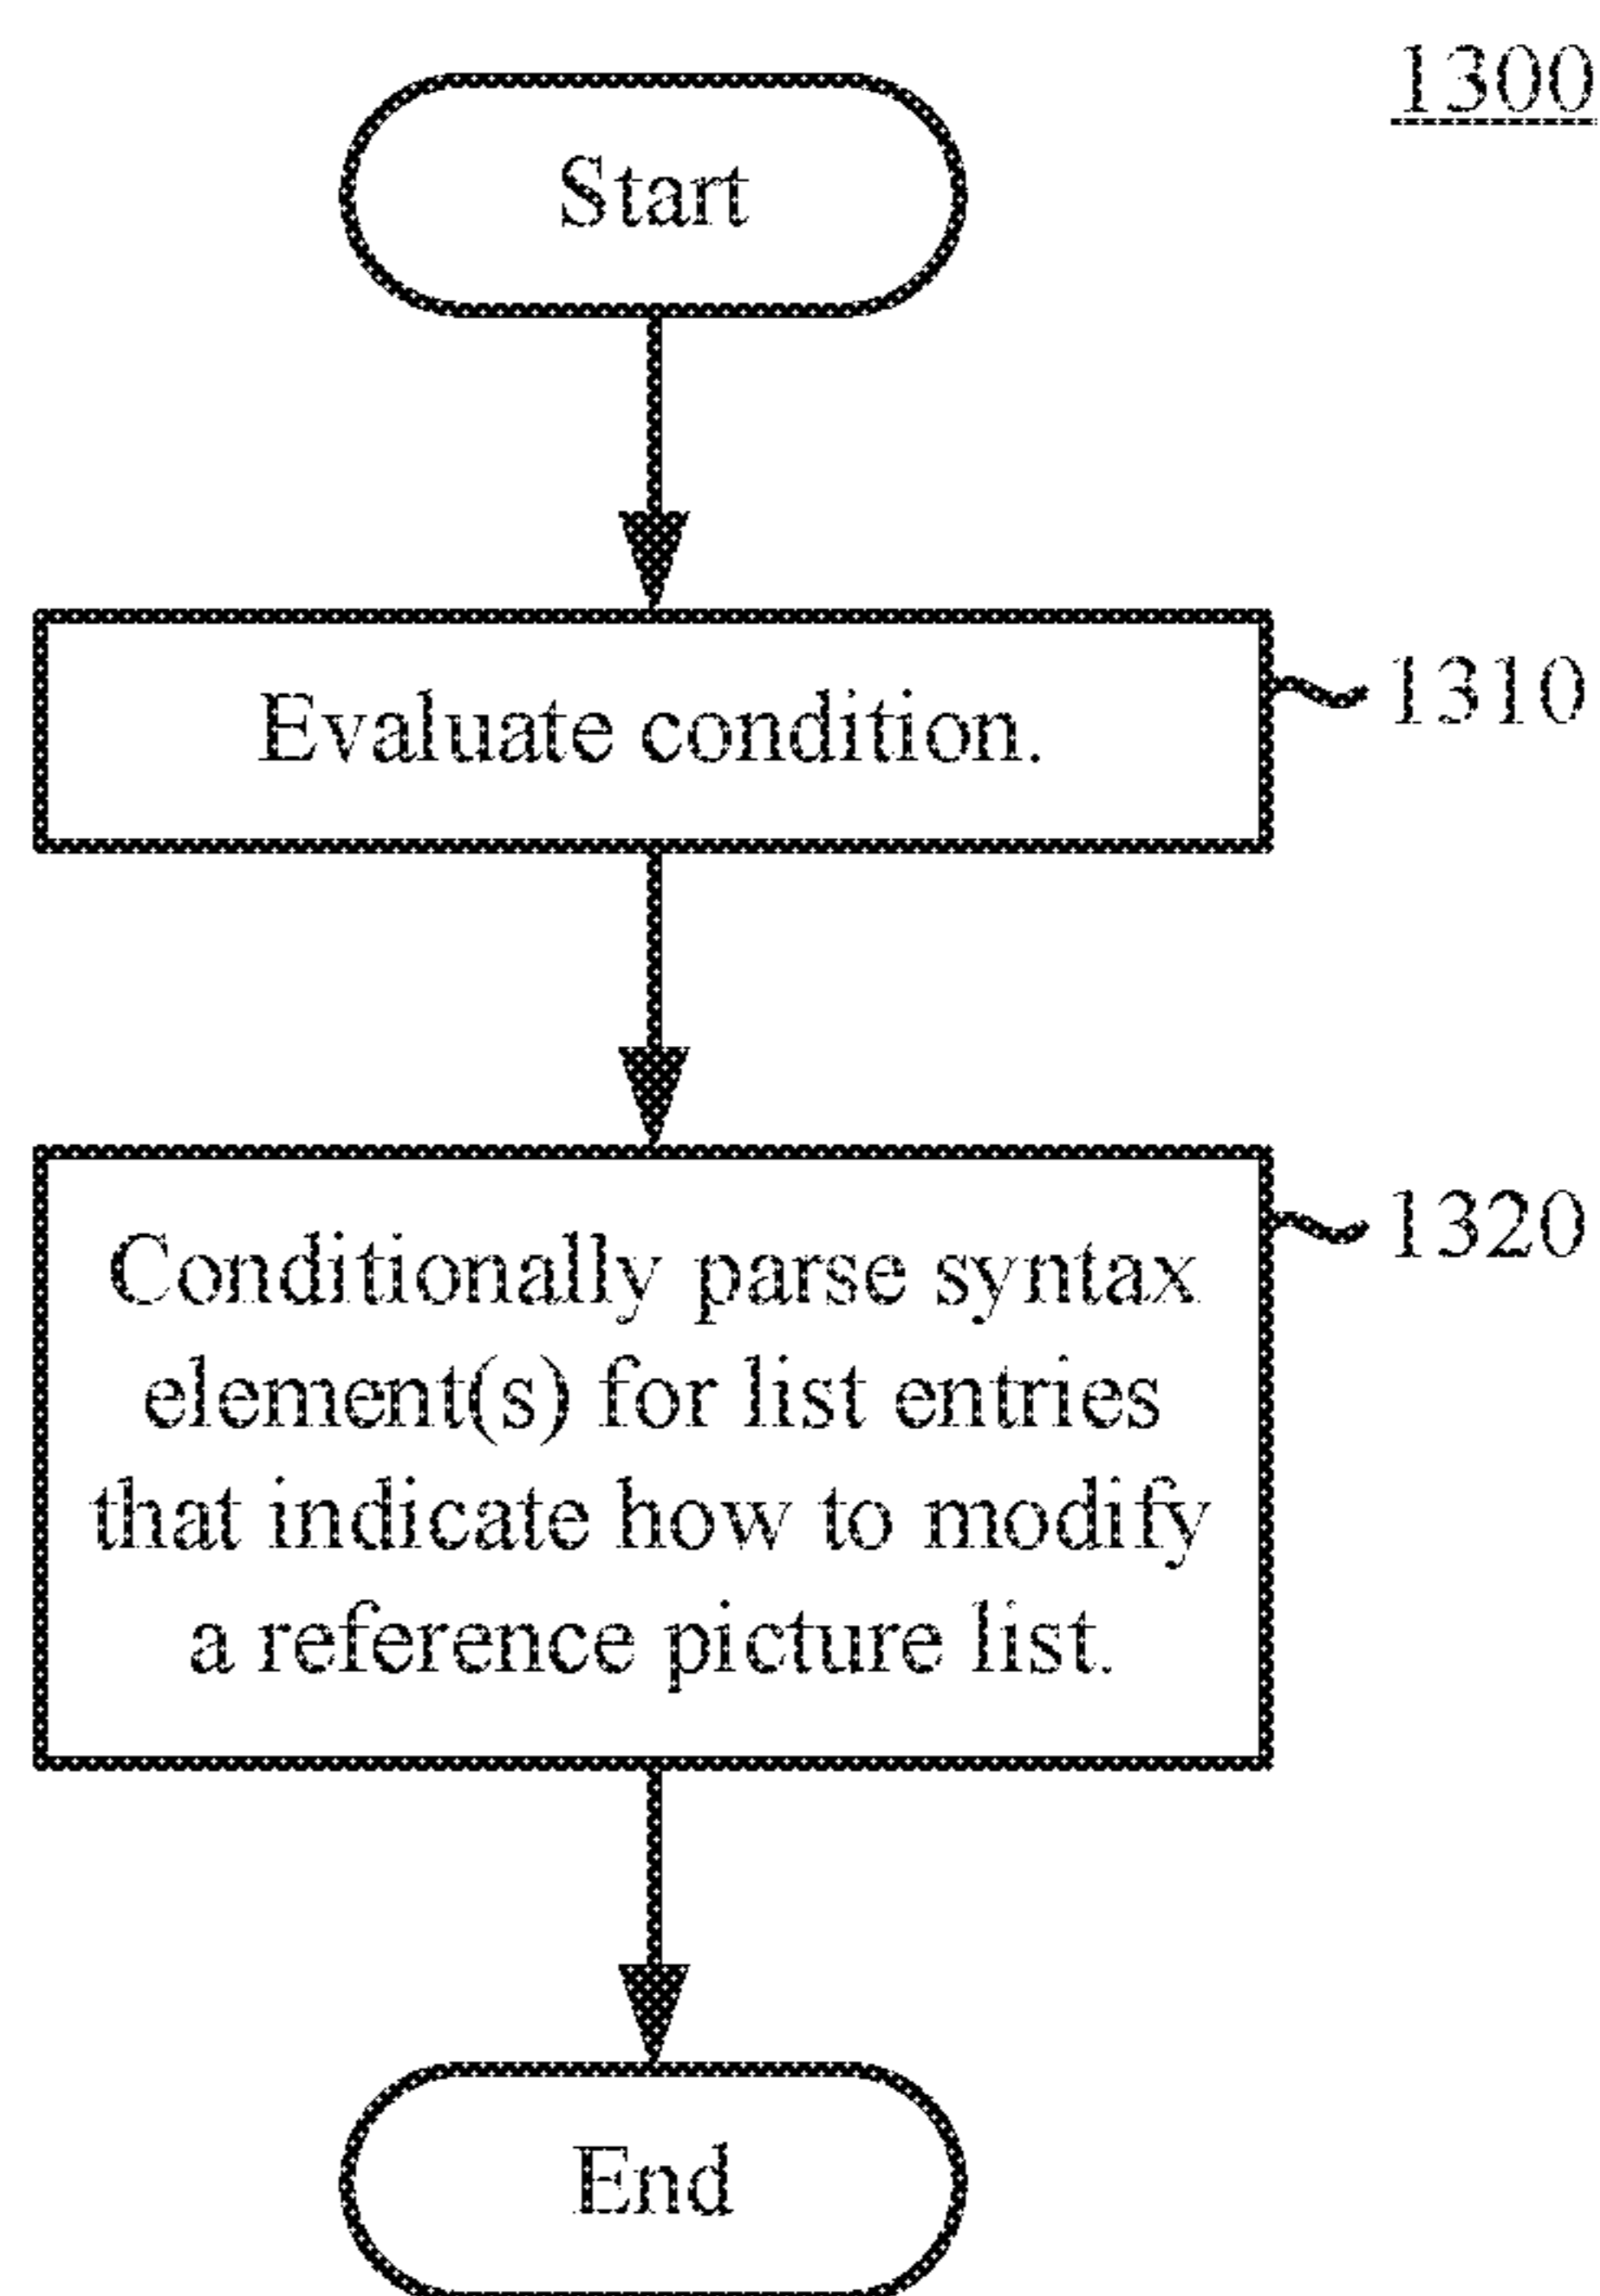 1300
Start
Evaluate condition.
1310
Conditionally parse syntax
element(s) for list entries
that indicate how to modify
a reference picture list.
1320
End